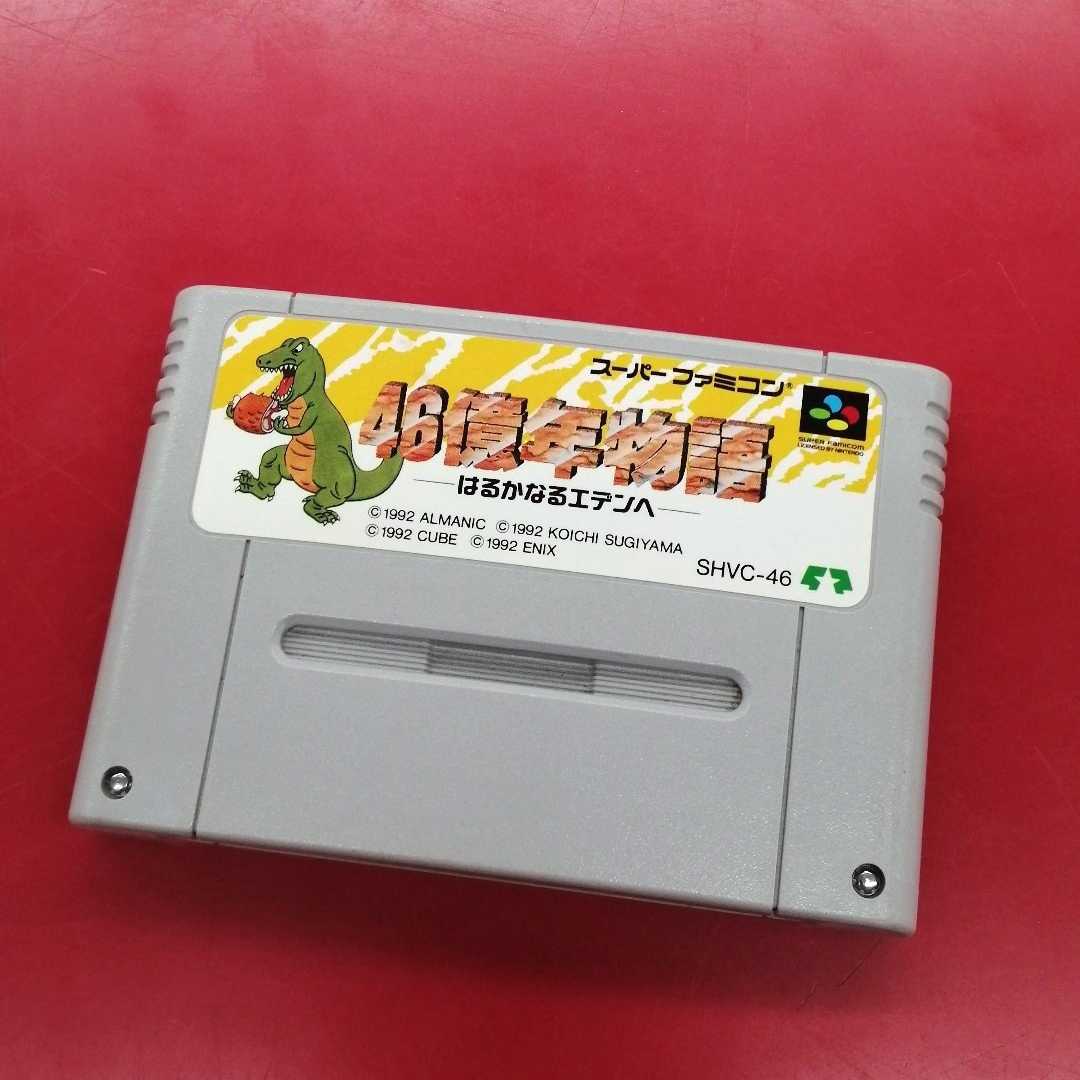 スーパーファミコン®
46億年物語
はるかなるエデンへ
SUPER FAMICOM
LICENSED BY NINTENDO
©1992 ALMANIC ©1992 KOICHI SUGIYAMA
©1992 CUBE ©1992 ENIX
SHVC-46